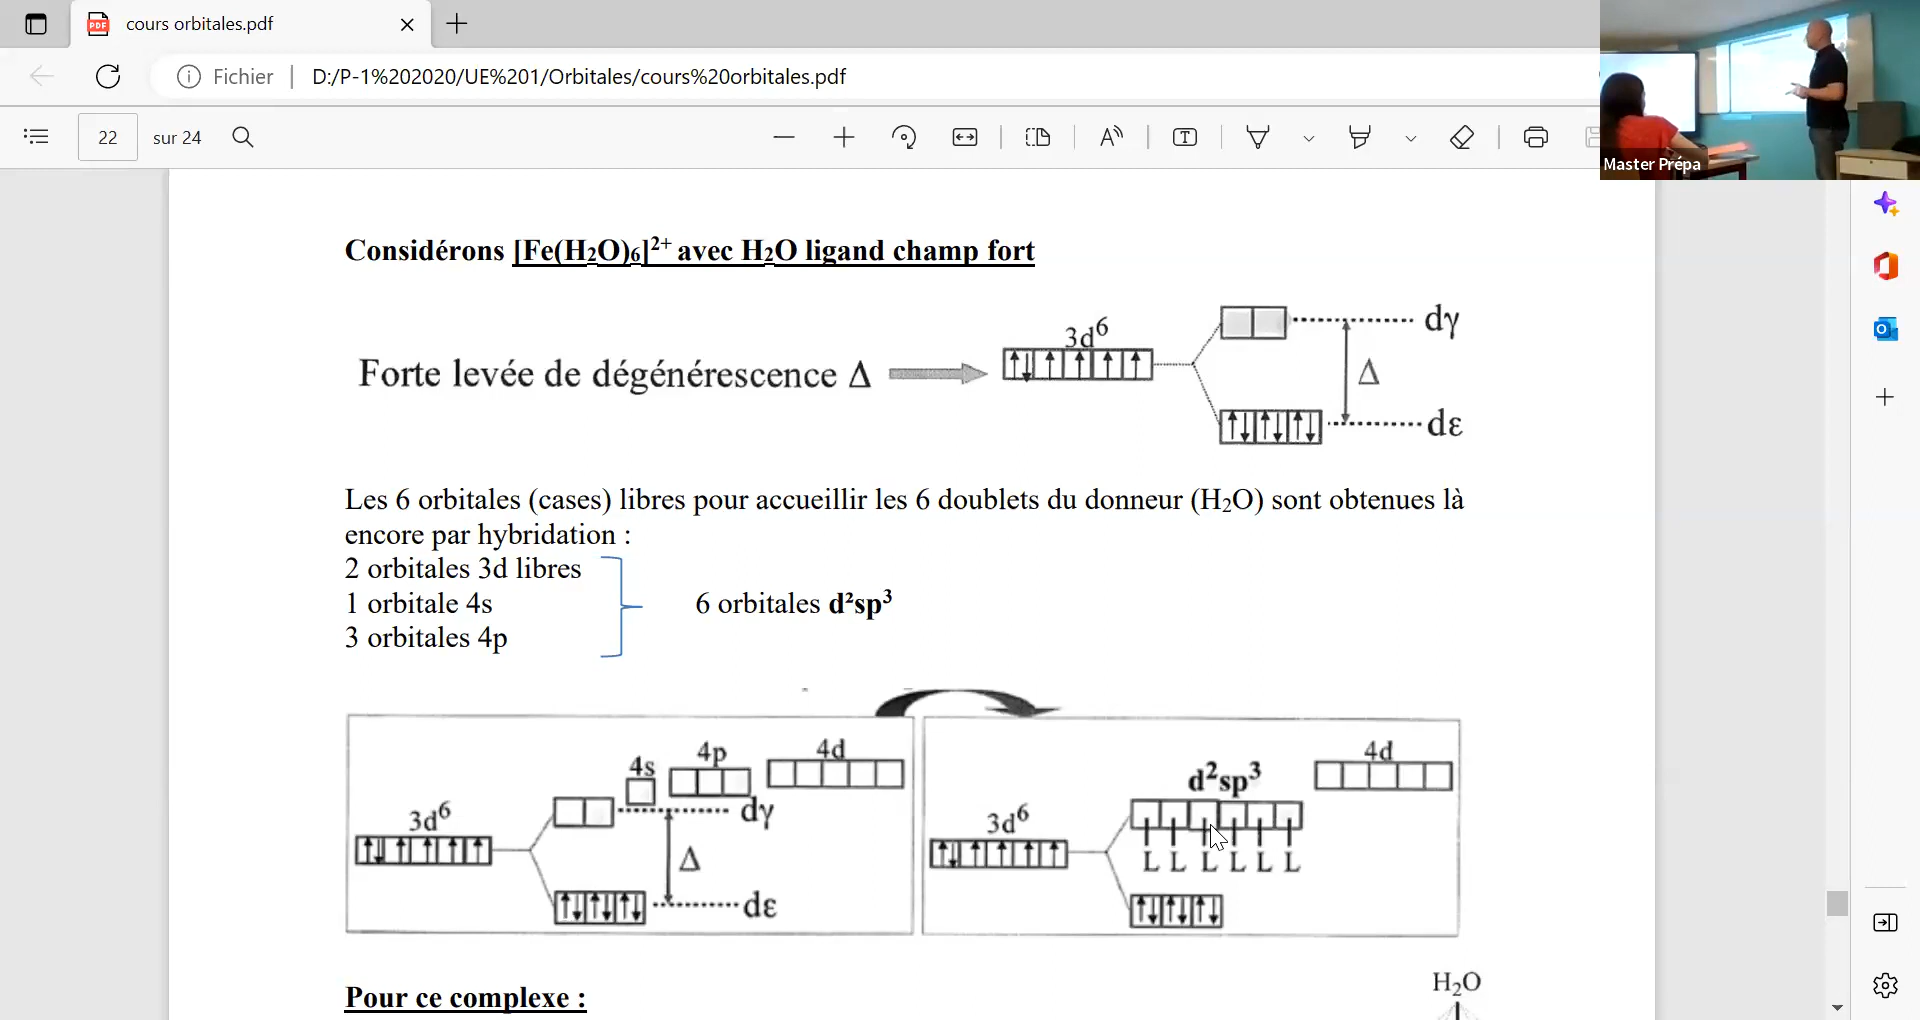 cours orbitales.pdf
Fichier | D:/P-1%202020/UE%201/Orbitales/cours%20orbitales.pdf
22 sur 24
Master Prépa
Considérons [Fe(H₂O)₆]²⁺ avec H₂O ligand champ fort
Forte levée de dégénérescence Δ
3d⁶
dγ
Δ
dε
Les 6 orbitales (cases) libres pour accueillir les 6 doublets du donneur (H₂O) sont obtenues là
encore par hybridation :
2 orbitales 3d libres
1 orbitale 4s
3 orbitales 4p
6 orbitales d²sp³
3d⁶
4s
4p
4d
dγ
Δ
dε
3d⁶
d²sp³
4d
L L L L L L
Pour ce complexe :
H₂O